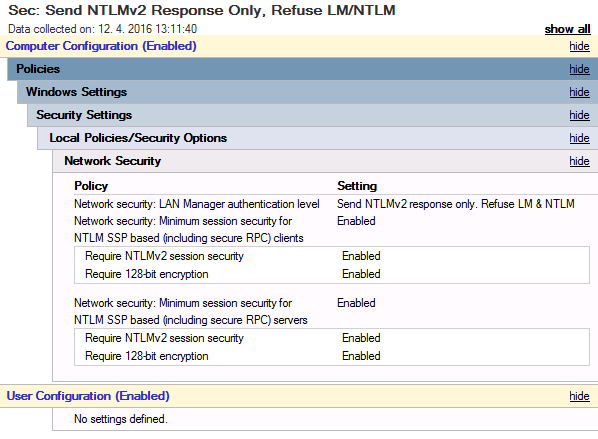 Sec: Send NTLMv2 Response Only, Refuse LM/NTLM
Data collected on: 12. 4. 2016 13:11:40 show all
Computer Configuration (Enabled) hide
Policies hide
Windows Settings hide
Security Settings hide
Local Policies/Security Options hide
Network Security hide
Policy Setting
Network security: LAN Manager authentication level Send NTLMv2 response only. Refuse LM & NTLM
Network security: Minimum session security for Enabled
NTLM SSP based (including secure RPC) clients
Require NTLMv2 session security Enabled
Require 128-bit encryption Enabled
Network security: Minimum session security for Enabled
NTLM SSP based (including secure RPC) servers
Require NTLMv2 session security Enabled
Require 128-bit encryption Enabled
User Configuration (Enabled) hide
No settings defined.